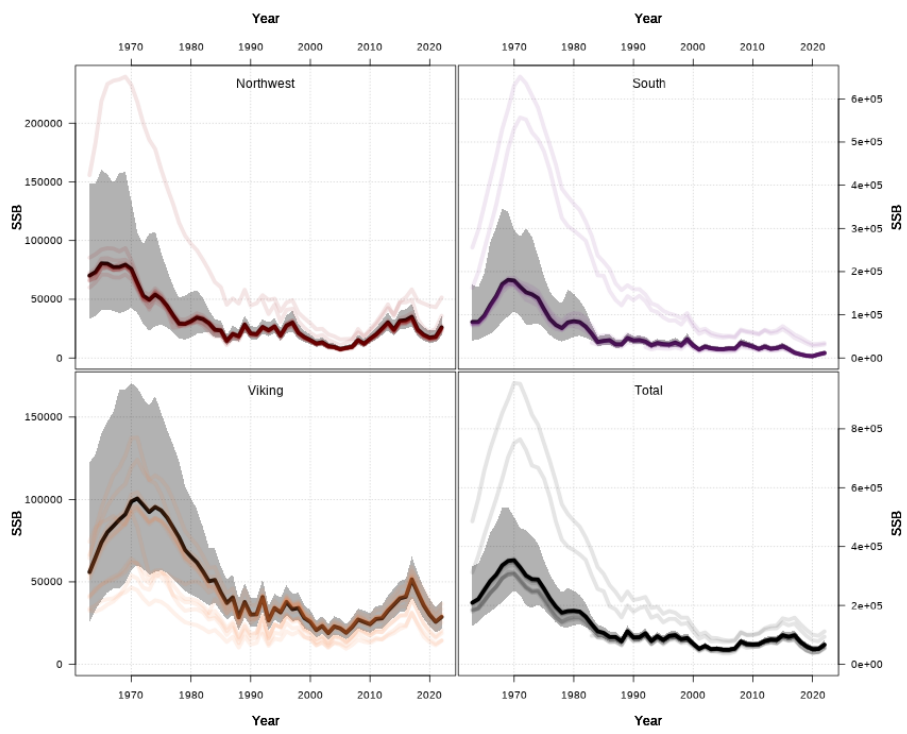 Year Year
1970 1980 1990 2000 2010 2020 1970 1980 1990 2000 2010 2020
Northwest South
SSB
200000
150000
100000
50000
0
6e+05
5e+05
4e+05
3e+05
2e+05
1e+05
0e+00
SSB
Viking Total
SSB
150000
100000
50000
0
8e+05
6e+05
4e+05
2e+05
0e+00
SSB
1970 1980 1990 2000 2010 2020 1970 1980 1990 2000 2010 2020
Year Year